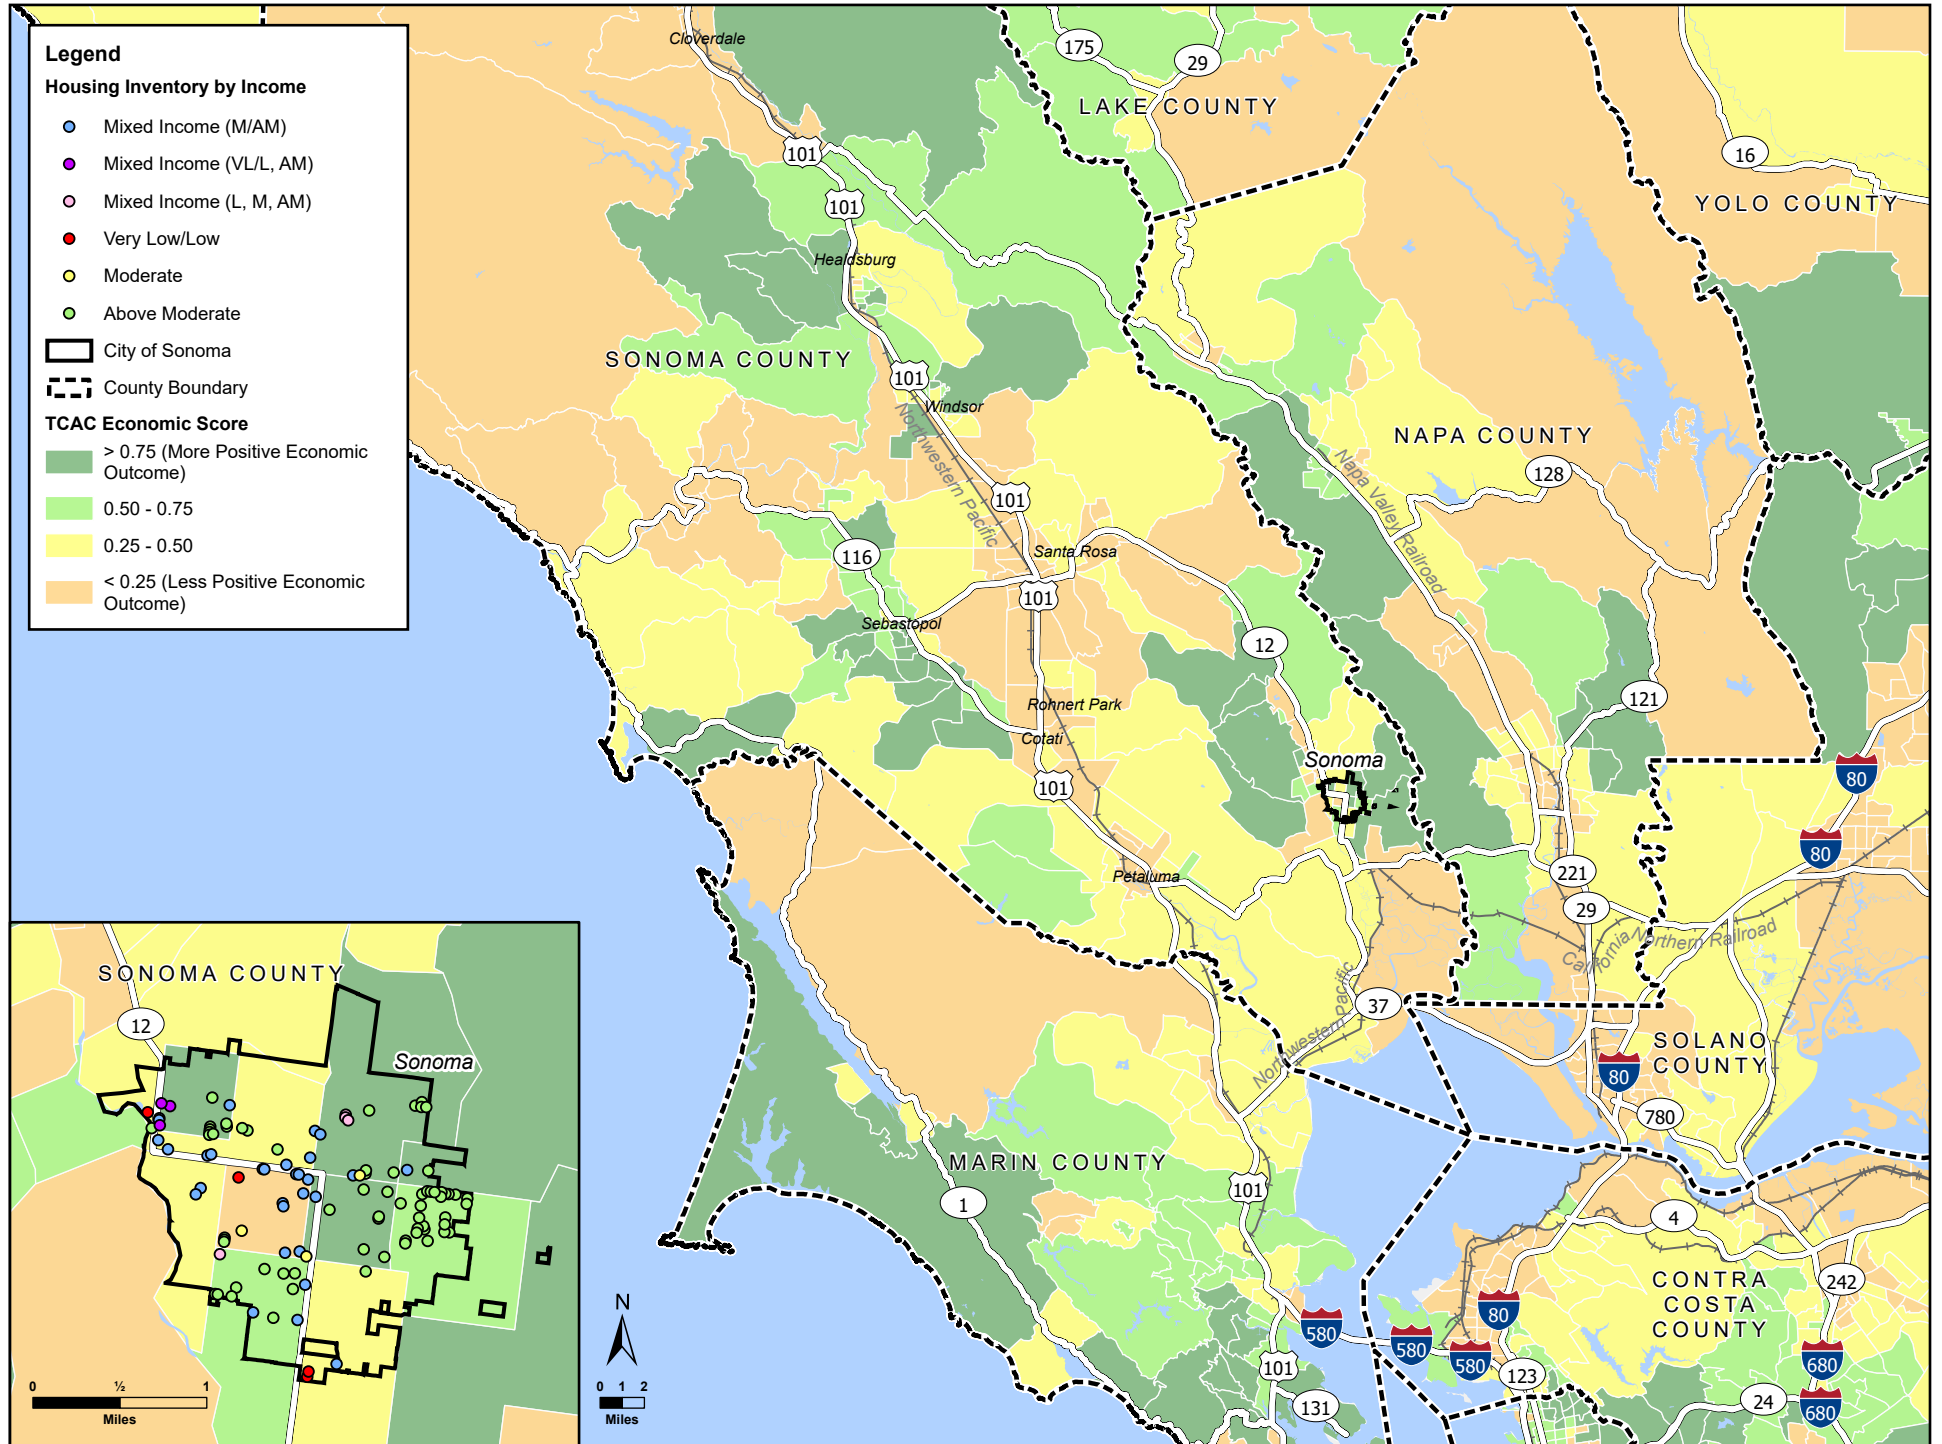 Legend
Housing Inventory by Income
Mixed Income (M/AM)
Mixed Income (VL/L, AM)
Mixed Income (L, M, AM)
Very Low/Low
Moderate
Above Moderate
City of Sonoma
County Boundary
TCAC Economic Score
> 0.75 (More Positive Economic
Outcome)
0.50 - 0.75
0.25 - 0.50
< 0.25 (Less Positive Economic
Outcome)
Cloverdale
175
29
LAKE COUNTY
101
16
101
YOLO COUNTY
Healdsburg
SONOMA COUNTY
101
Windsor
Northwestern Pacific
NAPA COUNTY
Napa Valley Railroad
128
101
116
Santa Rosa
101
Sebastopol
12
121
Rohnert Park
Cotati
Sonoma
80
101
80
Petaluma
221
29
California Northern Railroad
37
Northwestern Pacific
SOLANO
COUNTY
80
780
MARIN COUNTY
101
1
4
CONTRA
COSTA
COUNTY
242
80
580
580
580
680
101
123
131
24
680
SONOMA COUNTY
12
Sonoma
0
½
1
Miles
N
0
1
2
Miles